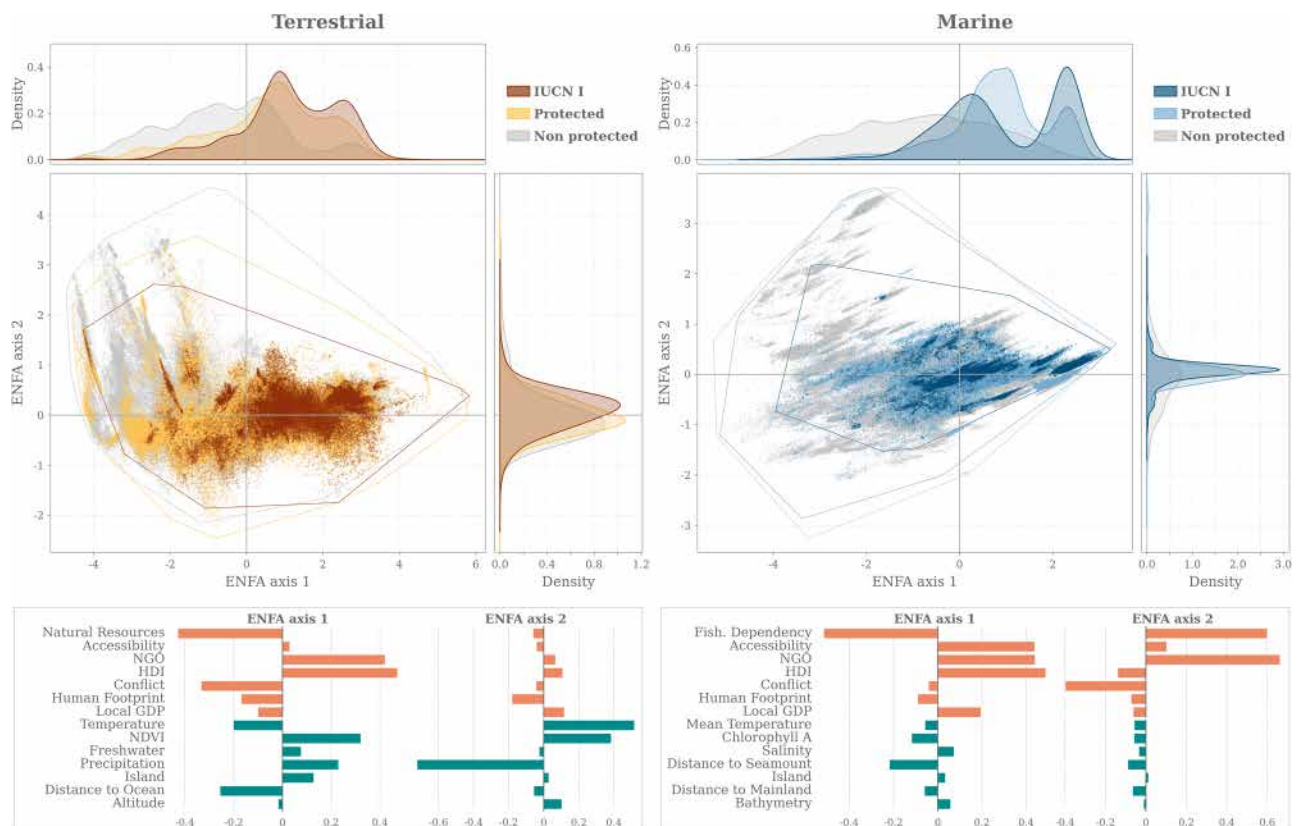 Terrestrial
Marine
Density
0.4
0.2
0.0
IUCN I
Protected
Non protected
Density
0.6
0.4
0.2
0.0
IUCN I
Protected
Non protected
ENFA axis 2
4
3
2
1
0
-1
-2
-4
-2
0
2
4
6
ENFA axis 1
0.0
0.4
0.8
1.2
Density
ENFA axis 2
3
2
1
0
-1
-2
-3
-4
-2
0
2
ENFA axis 1
0.0
1.0
2.0
3.0
Density
ENFA axis 1
ENFA axis 2
Natural Resources
Accessibility
NGO
HDI
Conflict
Human Footprint
Local GDP
Temperature
NDVI
Freshwater
Precipitation
Island
Distance to Ocean
Altitude
-0.4 -0.2 0 0.2 0.4
-0.6 -0.4 -0.2 0 0.2 0.4
ENFA axis 1
ENFA axis 2
Fish. Dependency
Accessibility
NGO
HDI
Conflict
Human Footprint
Local GDP
Mean Temperature
Chlorophyll A
Salinity
Distance to Seamount
Island
Distance to Mainland
Bathymetry
-0.4 -0.2 0 0.2 0.4
-0.4 -0.2 0 0.2 0.4 0.6